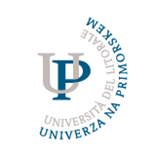 UP
UNIVERSITÀ DEL LITORALE
UNIVERZA NA PRIMORSKEM